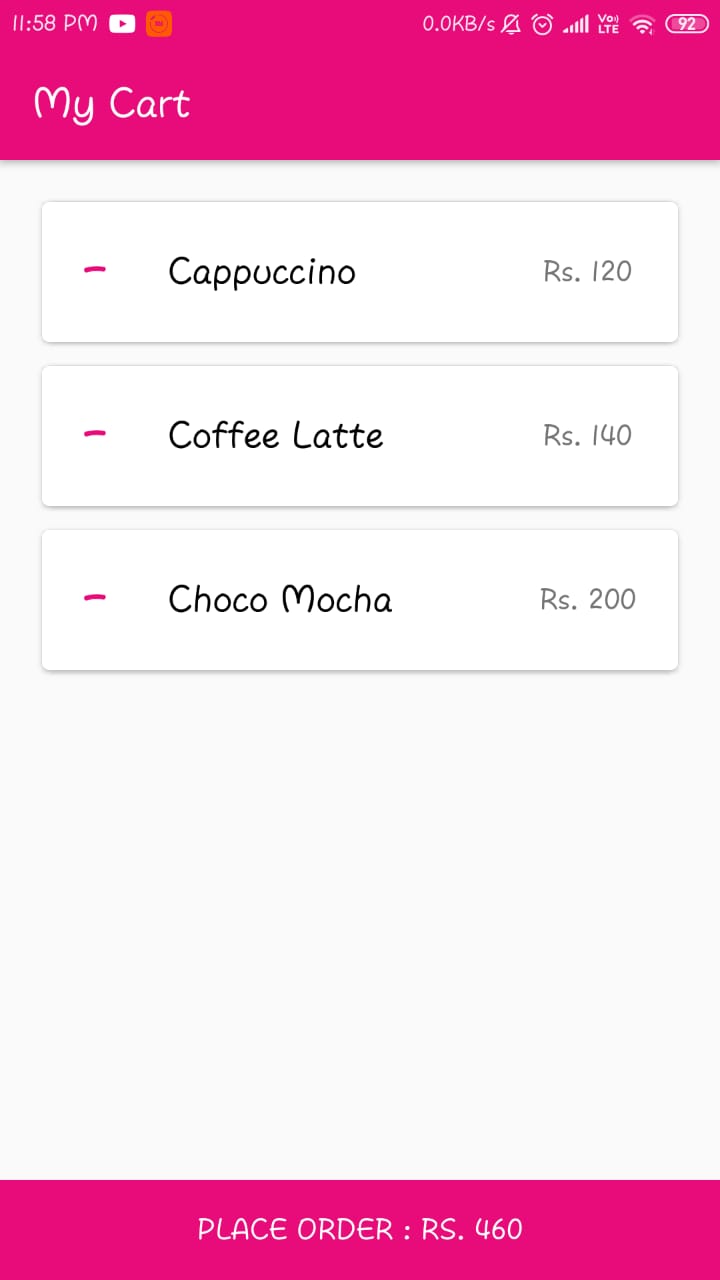 11:58 PM 0.0KB/s Vo)) LTE 92
My Cart
– Cappuccino Rs. 120
– Coffee Latte Rs. 140
– Choco Mocha Rs. 200
PLACE ORDER : RS. 460